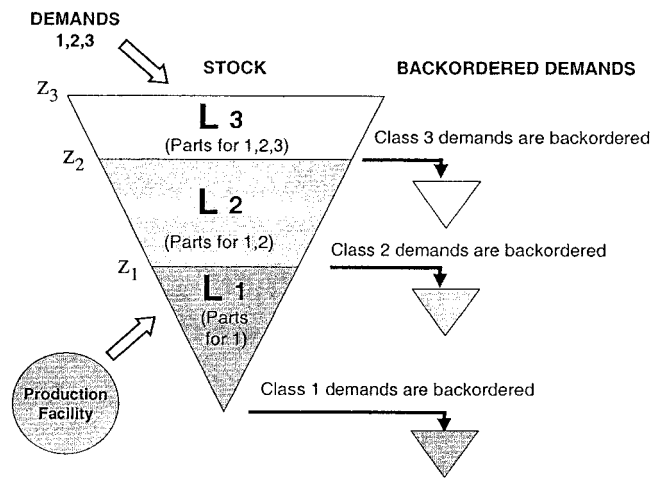 DEMANDS
1,2,3
STOCK
BACKORDERED DEMANDS
Z3
L 3
(Parts for 1,2,3)
Class 3 demands are backordered
Z2
L 2
(Parts for 1,2)
Class 2 demands are backordered
Z1
L 1
(Parts
for 1)
Class 1 demands are backordered
Production
Facility